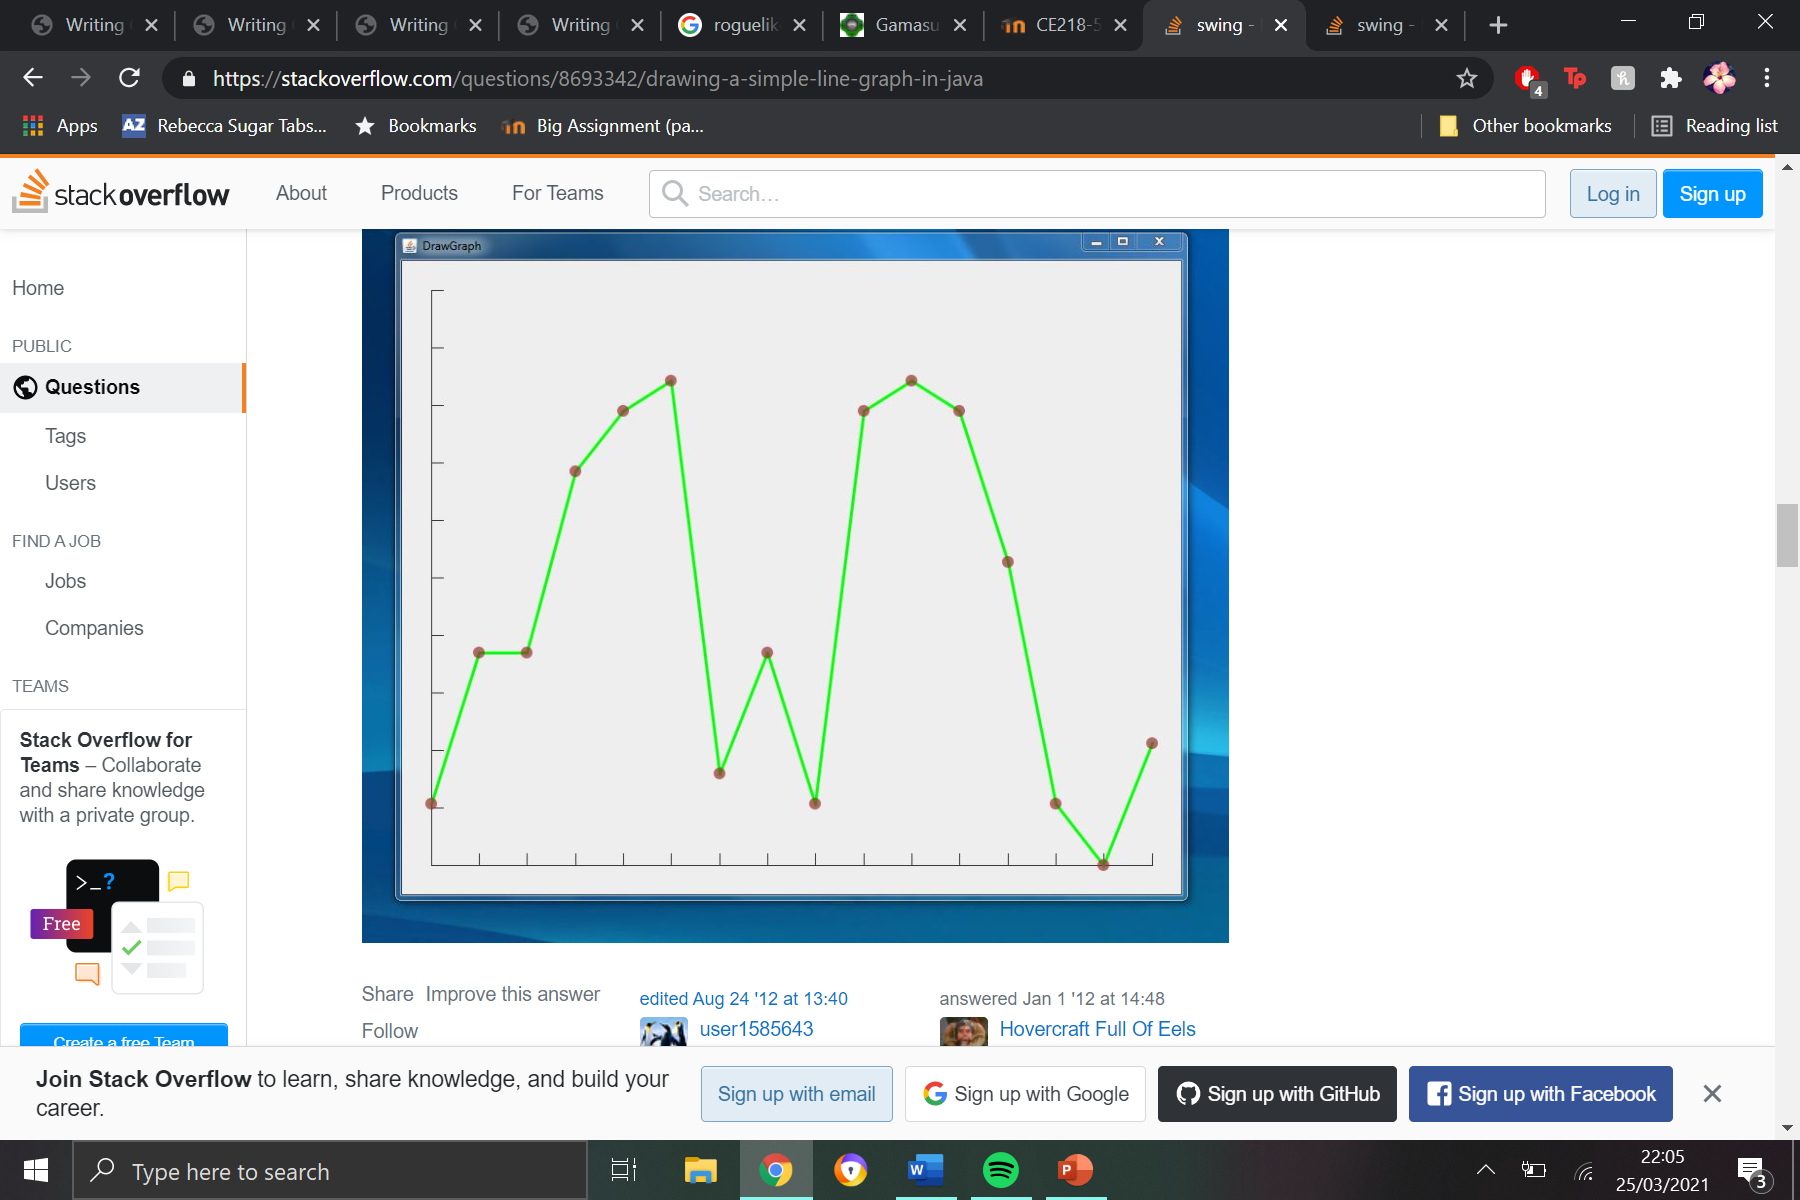 Writing
Writing
Writing
Writing
roguelik
Gamasu
CE218-5
swing -
swing -
https://stackoverflow.com/questions/8693342/drawing-a-simple-line-graph-in-java
4
Tp
h
Apps
AZ
Rebecca Sugar Tabs...
Bookmarks
Big Assignment (pa...
Other bookmarks
Reading list
stackoverflow
About
Products
For Teams
Search...
Log in
Sign up
DrawGraph
Home
PUBLIC
Questions
Tags
Users
FIND A JOB
Jobs
Companies
TEAMS
Stack Overflow for
Teams – Collaborate
and share knowledge
with a private group.
>_?
Free
Create a free Team
Share Improve this answer
Follow
edited Aug 24 '12 at 13:40
user1585643
answered Jan 1 '12 at 14:48
Hovercraft Full Of Eels
Join Stack Overflow to learn, share knowledge, and build your
career.
Sign up with email
Sign up with Google
Sign up with GitHub
Sign up with Facebook
Type here to search
W
P
22:05
25/03/2021
3